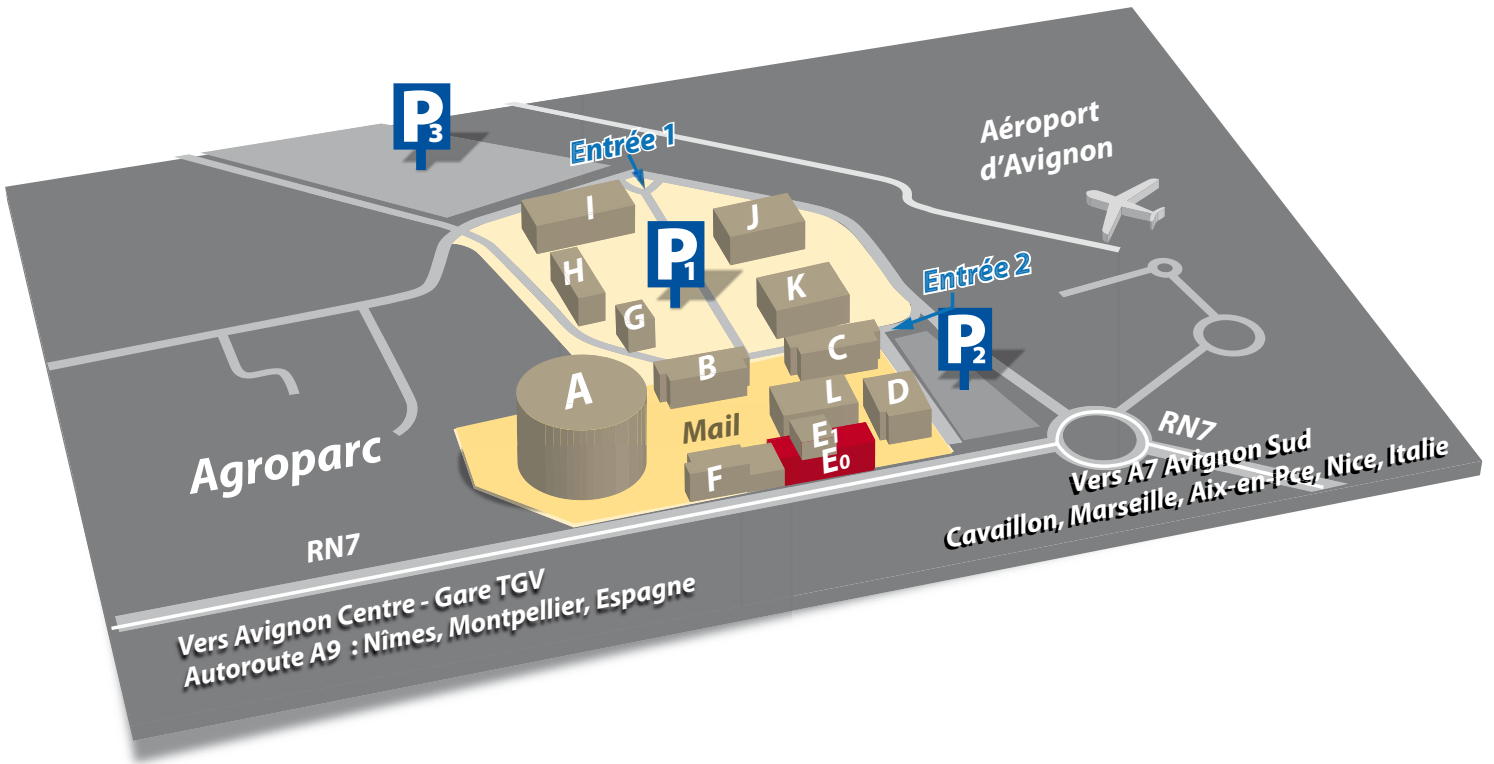 P3
Entrée 1
Aéroport
d'Avignon
I
J
P1
H
K
Entrée 2
G
P2
C
B
A
L
D
Mail
E1
E0
F
Agroparc
RN7
Vers A7 Avignon Sud
Cavaillon, Marseille, Aix-en-Pce, Nice, Italie
RN7
Vers Avignon Centre - Gare TGV
Autoroute A9 : Nîmes, Montpellier, Espagne